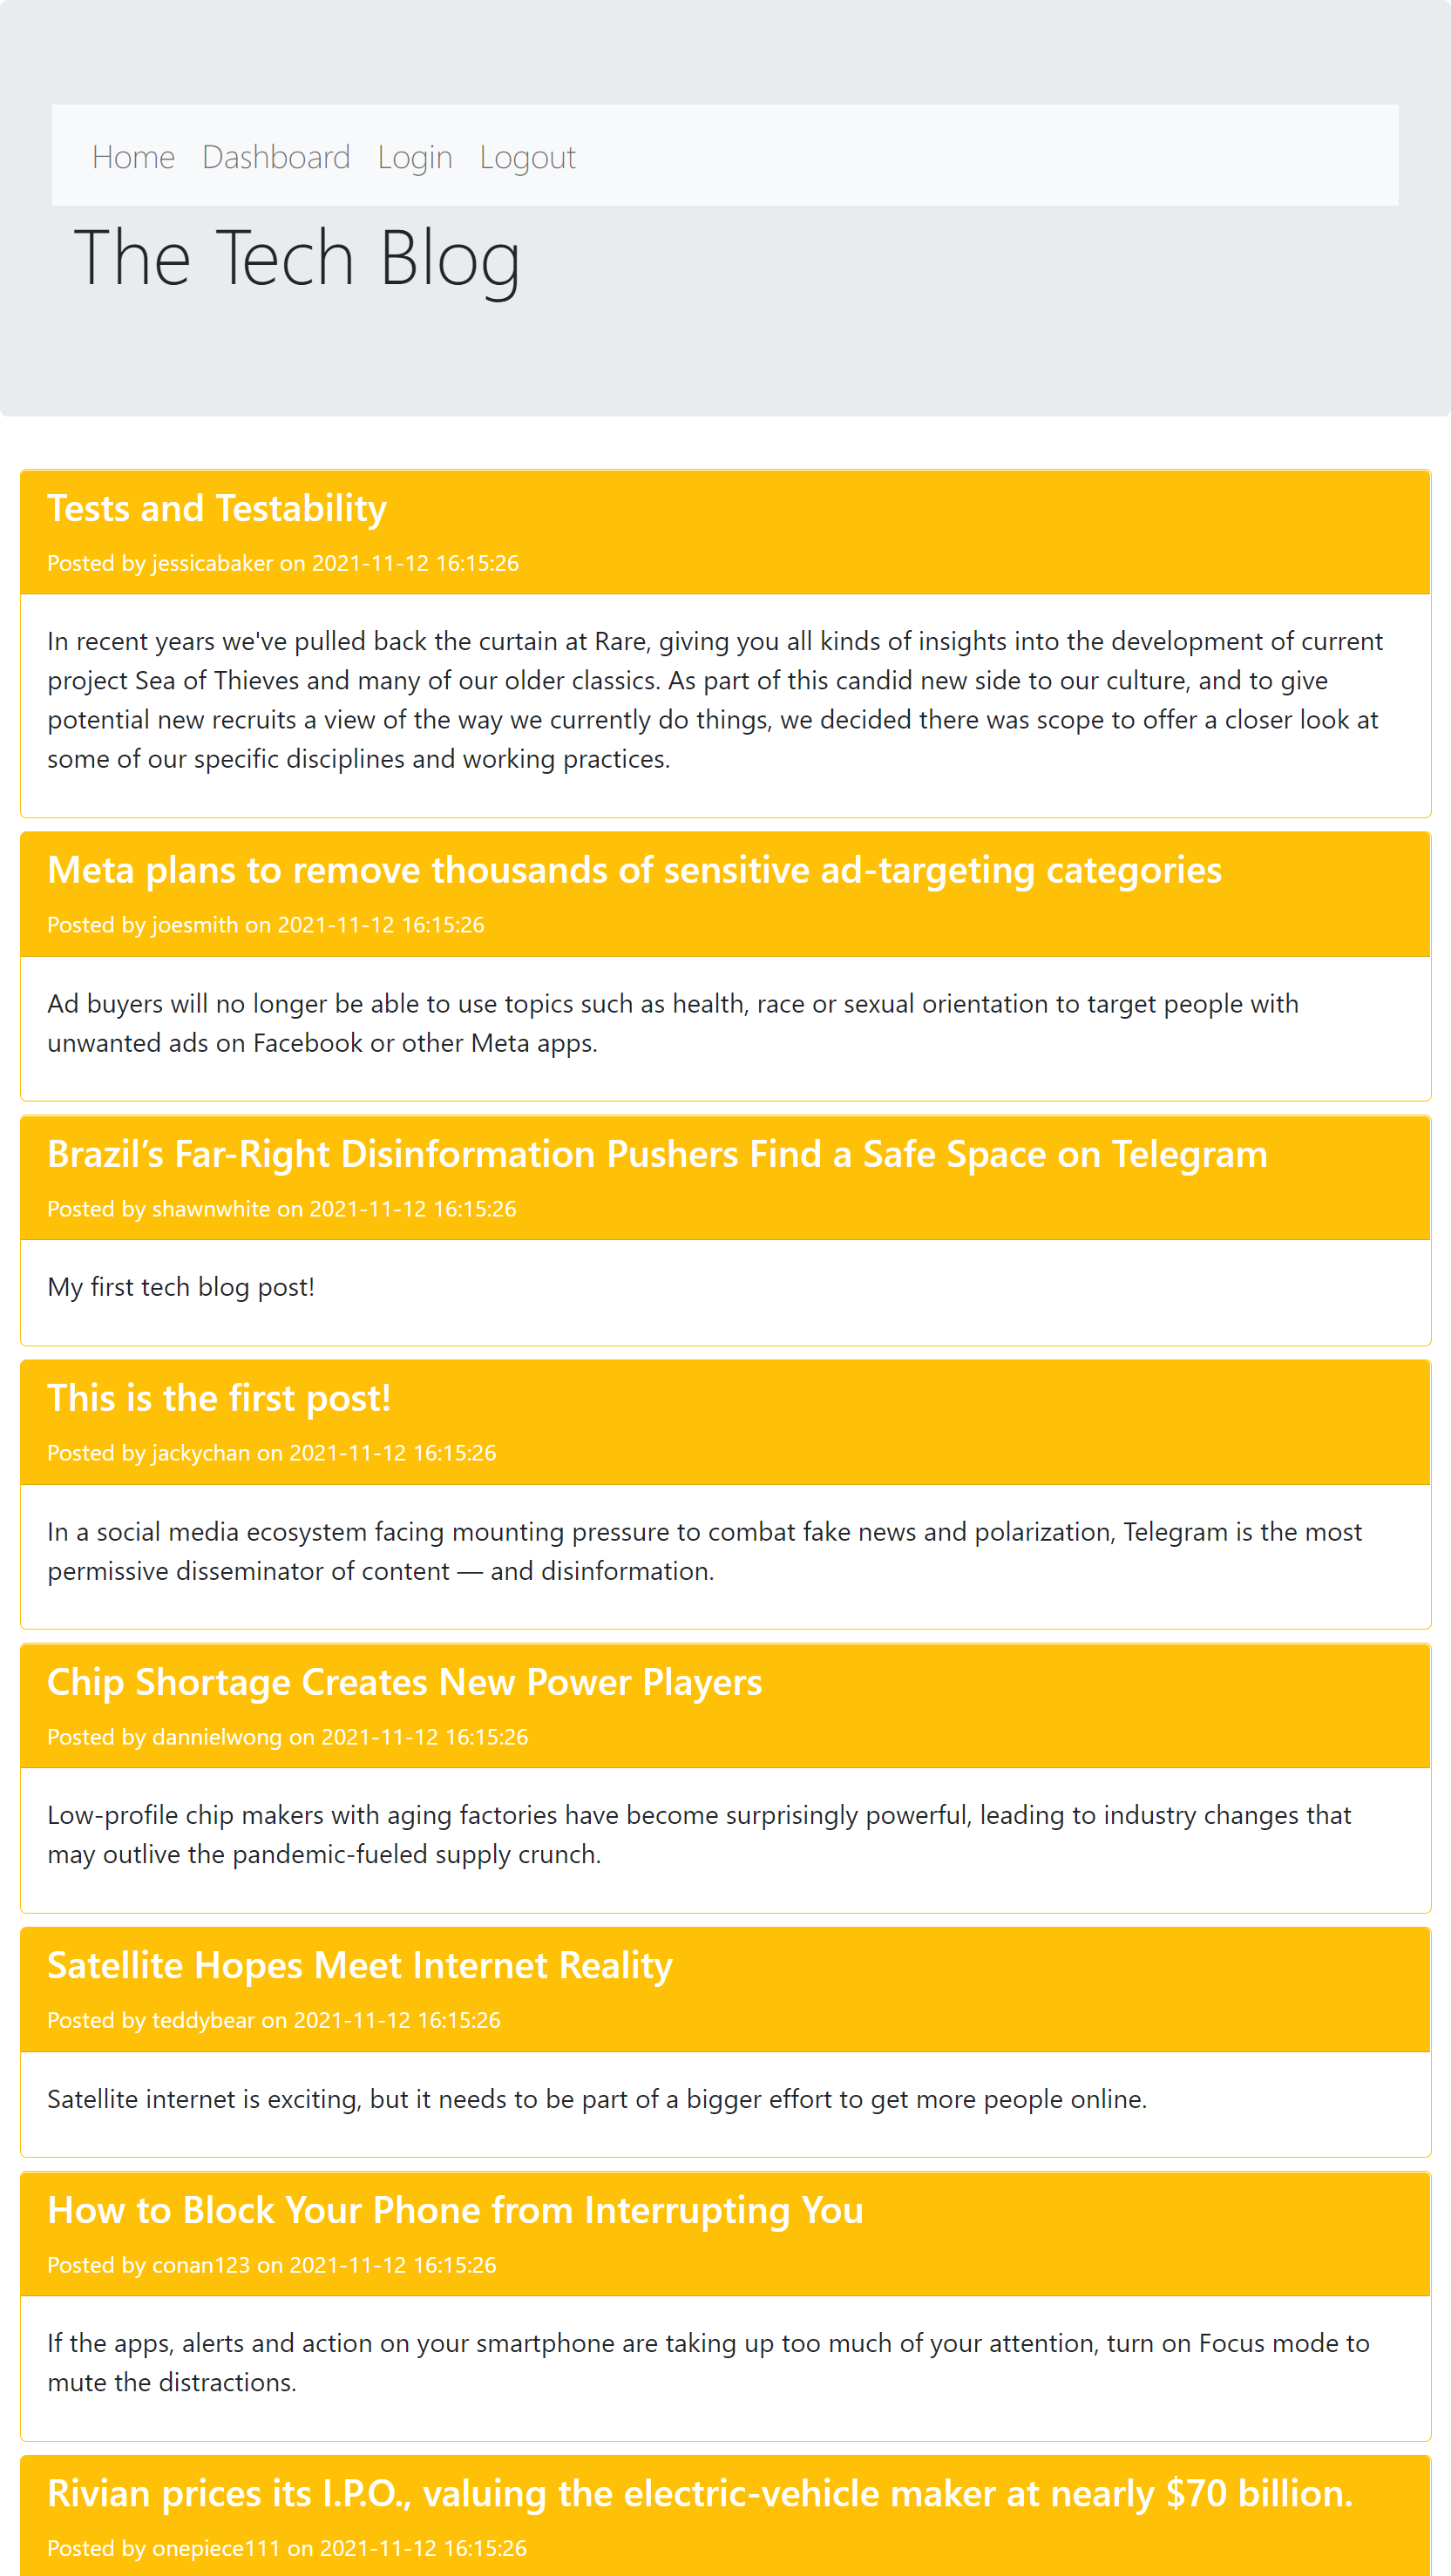 Home Dashboard Login Logout
The Tech Blog
Tests and Testability
Posted by jessicabaker on 2021-11-12 16:15:26
In recent years we've pulled back the curtain at Rare, giving you all kinds of insights into the development of current
project Sea of Thieves and many of our older classics. As part of this candid new side to our culture, and to give
potential new recruits a view of the way we currently do things, we decided there was scope to offer a closer look at
some of our specific disciplines and working practices.
Meta plans to remove thousands of sensitive ad-targeting categories
Posted by joesmith on 2021-11-12 16:15:26
Ad buyers will no longer be able to use topics such as health, race or sexual orientation to target people with
unwanted ads on Facebook or other Meta apps.
Brazil’s Far-Right Disinformation Pushers Find a Safe Space on Telegram
Posted by shawnwhite on 2021-11-12 16:15:26
My first tech blog post!
This is the first post!
Posted by jackychan on 2021-11-12 16:15:26
In a social media ecosystem facing mounting pressure to combat fake news and polarization, Telegram is the most
permissive disseminator of content — and disinformation.
Chip Shortage Creates New Power Players
Posted by dannielwong on 2021-11-12 16:15:26
Low-profile chip makers with aging factories have become surprisingly powerful, leading to industry changes that
may outlive the pandemic-fueled supply crunch.
Satellite Hopes Meet Internet Reality
Posted by teddybear on 2021-11-12 16:15:26
Satellite internet is exciting, but it needs to be part of a bigger effort to get more people online.
How to Block Your Phone from Interrupting You
Posted by conan123 on 2021-11-12 16:15:26
If the apps, alerts and action on your smartphone are taking up too much of your attention, turn on Focus mode to
mute the distractions.
Rivian prices its I.P.O., valuing the electric-vehicle maker at nearly $70 billion.
Posted by onepiece111 on 2021-11-12 16:15:26